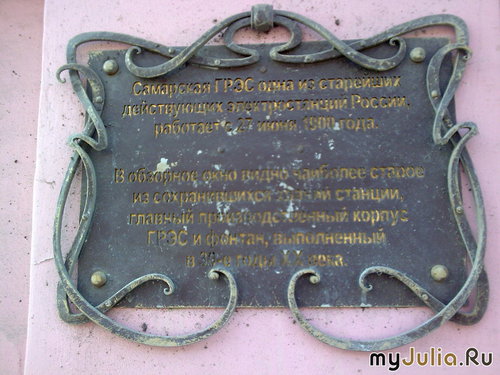 Самарская ГРЭС одна из старейших
действующих электростанций России,
работает с 27 июня 1900 года.
В обзорное окно видно наиболее старое
из сохранившихся зданий станции,
главный производственный корпус
ГРЭС и фонтан, выполненный
в 30-е годы XX века.
myJulia.Ru